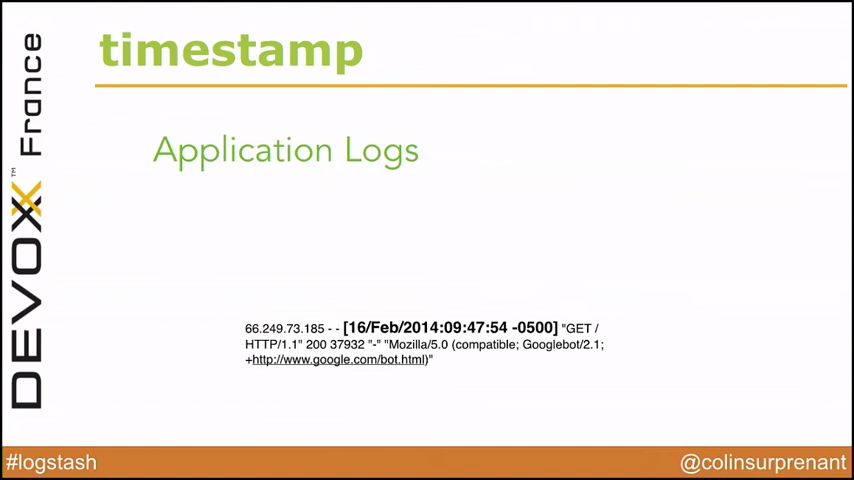 timestamp
DEVOXX™ France
Application Logs
66.249.73.185 - - [16/Feb/2014:09:47:54 -0500] "GET /
HTTP/1.1" 200 37932 "-" "Mozilla/5.0 (compatible; Googlebot/2.1;
+http://www.google.com/bot.html)"
#logstash
@colinsurprenant